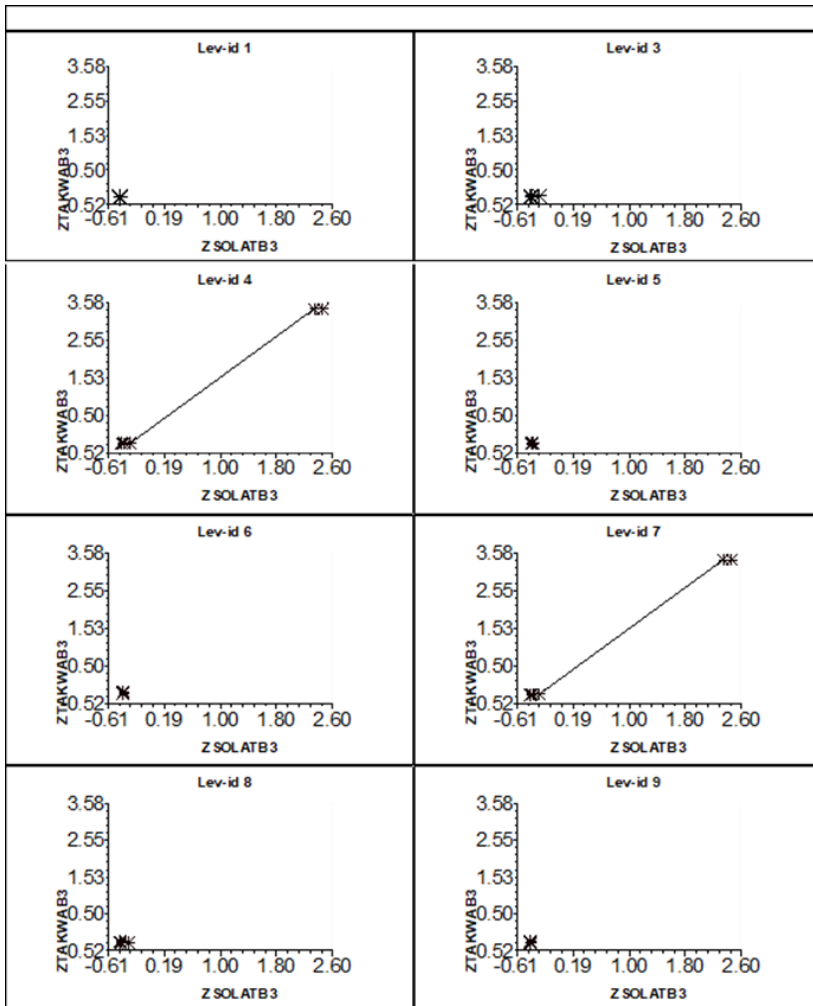 Lev-id 1
3.58
2.55
1.53
0.50
0.52
ZTAKWAB3
-0.61 0.19 1.00 1.80 2.60
Z SOLATB3
Lev-id 3
3.58
2.55
1.53
0.50
0.52
ZTAKWAB3
-0.61 0.19 1.00 1.80 2.60
Z SOLATB3
Lev-id 4
3.58
2.55
1.53
0.50
0.52
ZTAKWAB3
-0.61 0.19 1.00 1.80 2.60
Z SOLATB3
Lev-id 5
3.58
2.55
1.53
0.50
0.52
ZTAKWAB3
-0.61 0.19 1.00 1.80 2.60
Z SOLATB3
Lev-id 6
3.58
2.55
1.53
0.50
0.52
ZTAKWAB3
-0.61 0.19 1.00 1.80 2.60
Z SOLATB3
Lev-id 7
3.58
2.55
1.53
0.50
0.52
ZTAKWAB3
-0.61 0.19 1.00 1.80 2.60
Z SOLATB3
Lev-id 8
3.58
2.55
1.53
0.50
0.52
ZTAKWAB3
-0.61 0.19 1.00 1.80 2.60
Z SOLATB3
Lev-id 9
3.58
2.55
1.53
0.50
0.52
ZTAKWAB3
-0.61 0.19 1.00 1.80 2.60
Z SOLATB3